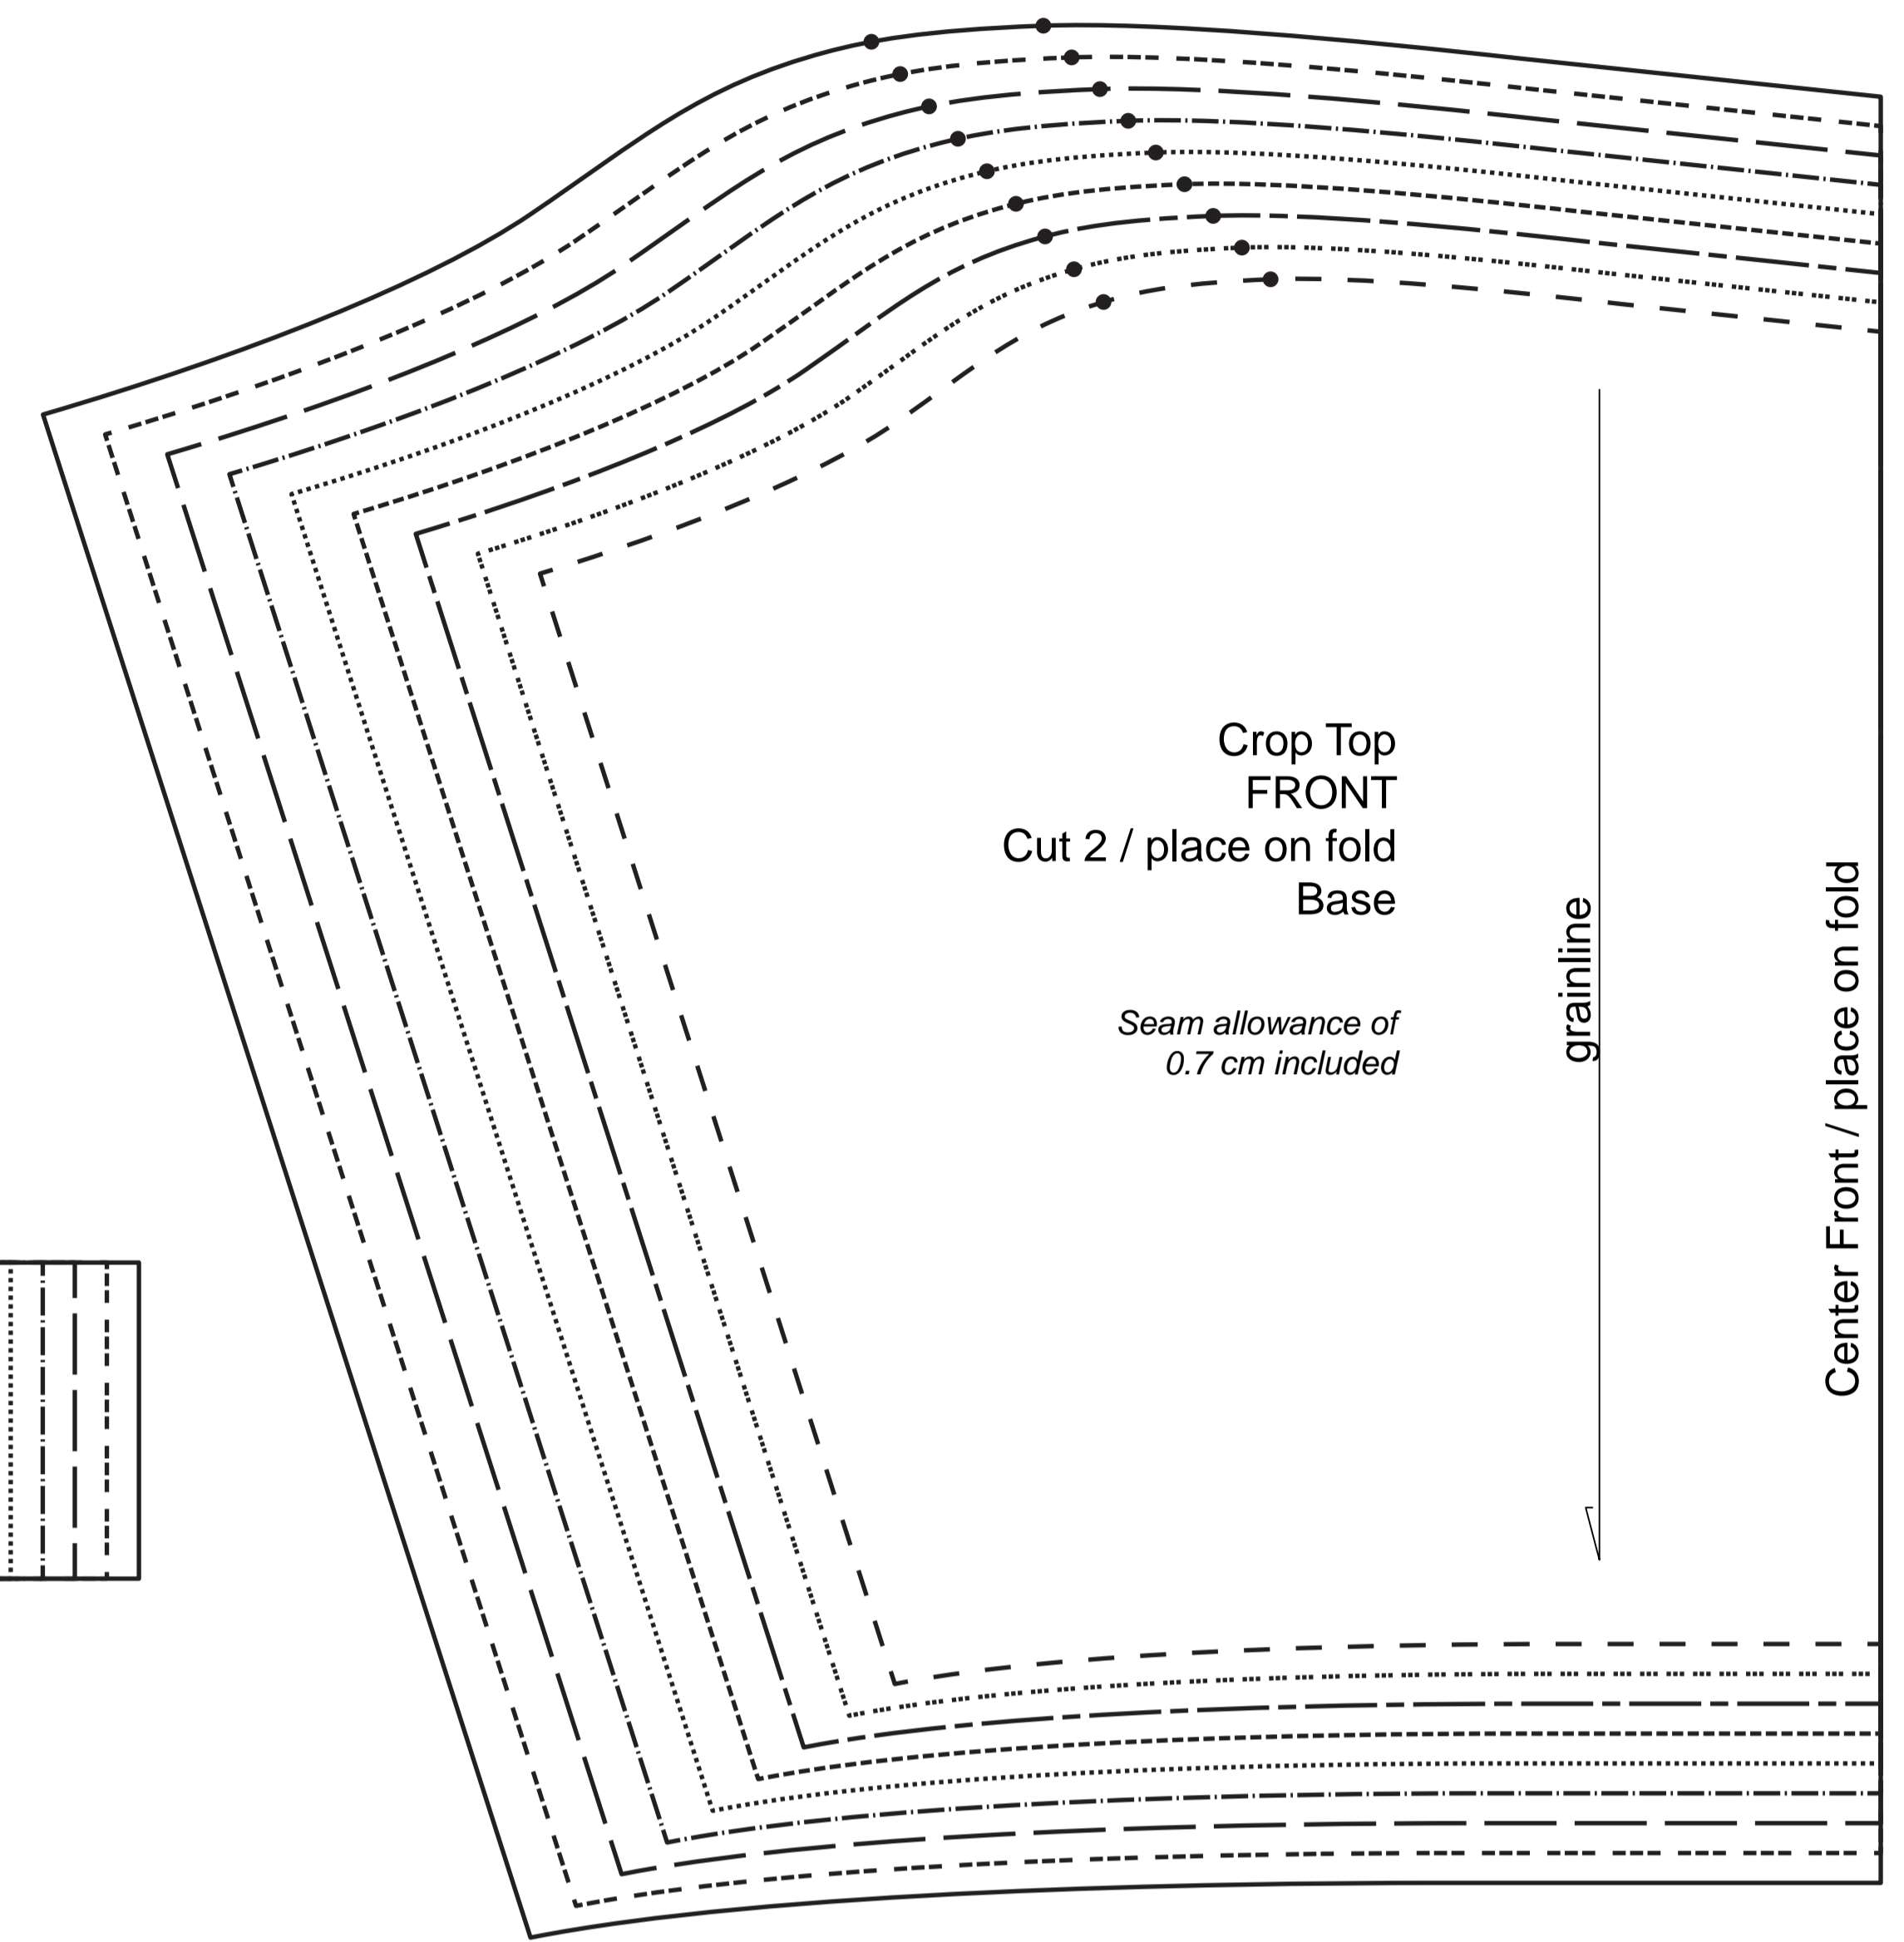 Crop Top
FRONT
Cut 2 / place on fold
Base
Seam allowance of
0.7 cm included
grainline
Center Front / place on fold